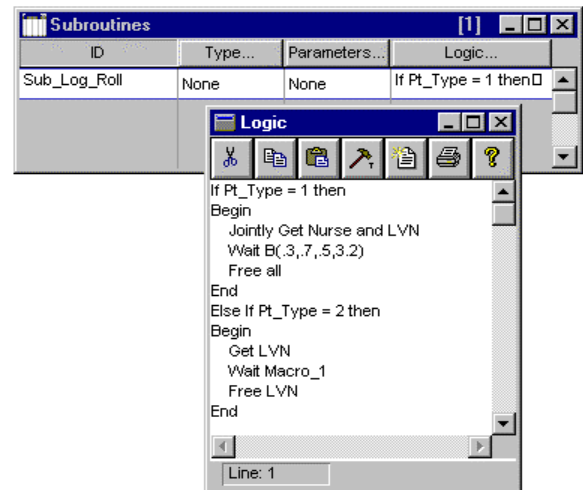 Subroutines [1]
ID Type... Parameters... Logic...
Sub_Log_Roll None None If Pt_Type = 1 then
Logic
If Pt_Type = 1 then
Begin
Jointly Get Nurse and LVN
Wait B(.3,.7,.5,3.2)
Free all
End
Else If Pt_Type = 2 then
Begin
Get LVN
Wait Macro_1
Free LVN
End
Line: 1